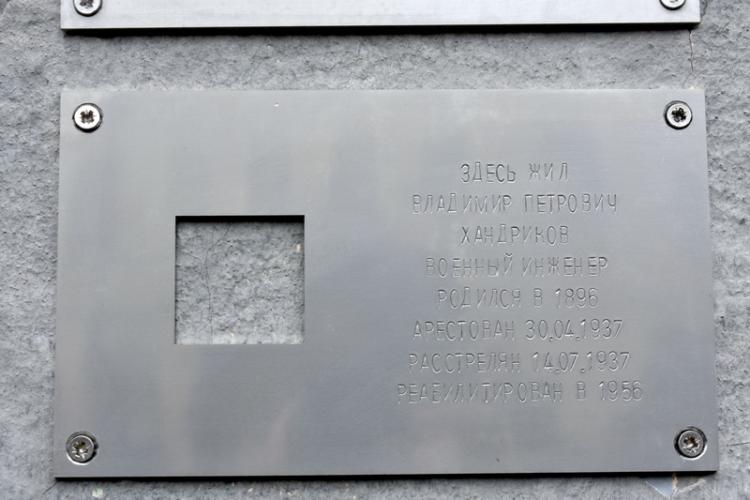 ЗДЕСЬ ЖИЛ
ВЛАДИМИР ПЕТРОВИЧ
ХАНДРИКОВ
ВОЕННЫЙ ИНЖЕНЕР
РОДИЛСЯ В 1896
АРЕСТОВАН 30.04.1937
РАССТРЕЛЯН 14.07.1937
РЕАБИЛИТИРОВАН В 1956